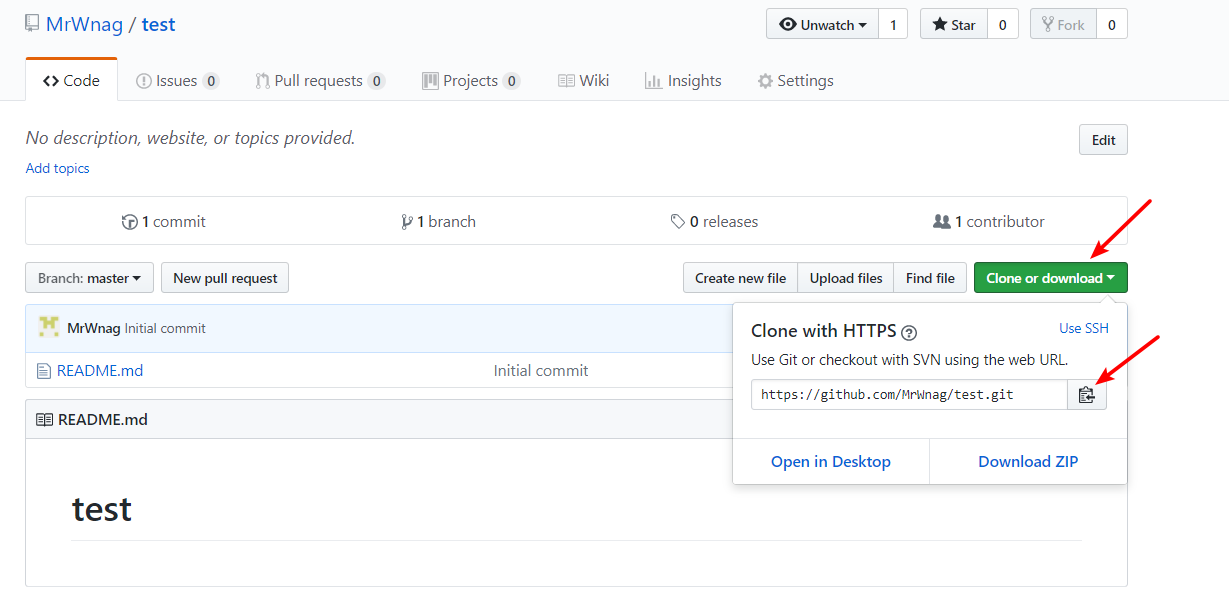 MrWnag / test
Unwatch 1 Star 0 Fork 0
Code Issues 0 Pull requests 0 Projects 0 Wiki Insights Settings
No description, website, or topics provided.
Edit
Add topics
1 commit 1 branch 0 releases 1 contributor
Branch: master New pull request Create new file Upload files Find file Clone or download
MrWnag Initial commit
README.md Initial commit
Clone with HTTPS ? Use SSH
Use Git or checkout with SVN using the web URL.
https://github.com/MrWnag/test.git
Open in Desktop Download ZIP
README.md
test